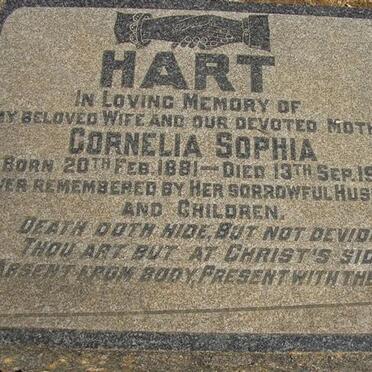 HART
IN LOVING MEMORY OF
MY BELOVED WIFE AND OUR DEVOTED MOTH
CORNELIA SOPHIA
BORN 20TH FEB. 1881 — DIED 13TH SEP. 19
VER REMEMBERED BY HER SORROWFUL HUS
AND CHILDREN.
DEATH DOTH HIDE, BUT NOT DEVID
THOU ART BUT AT CHRIST'S SID
ABSENT FROM BODY, PRESENT WITH THE